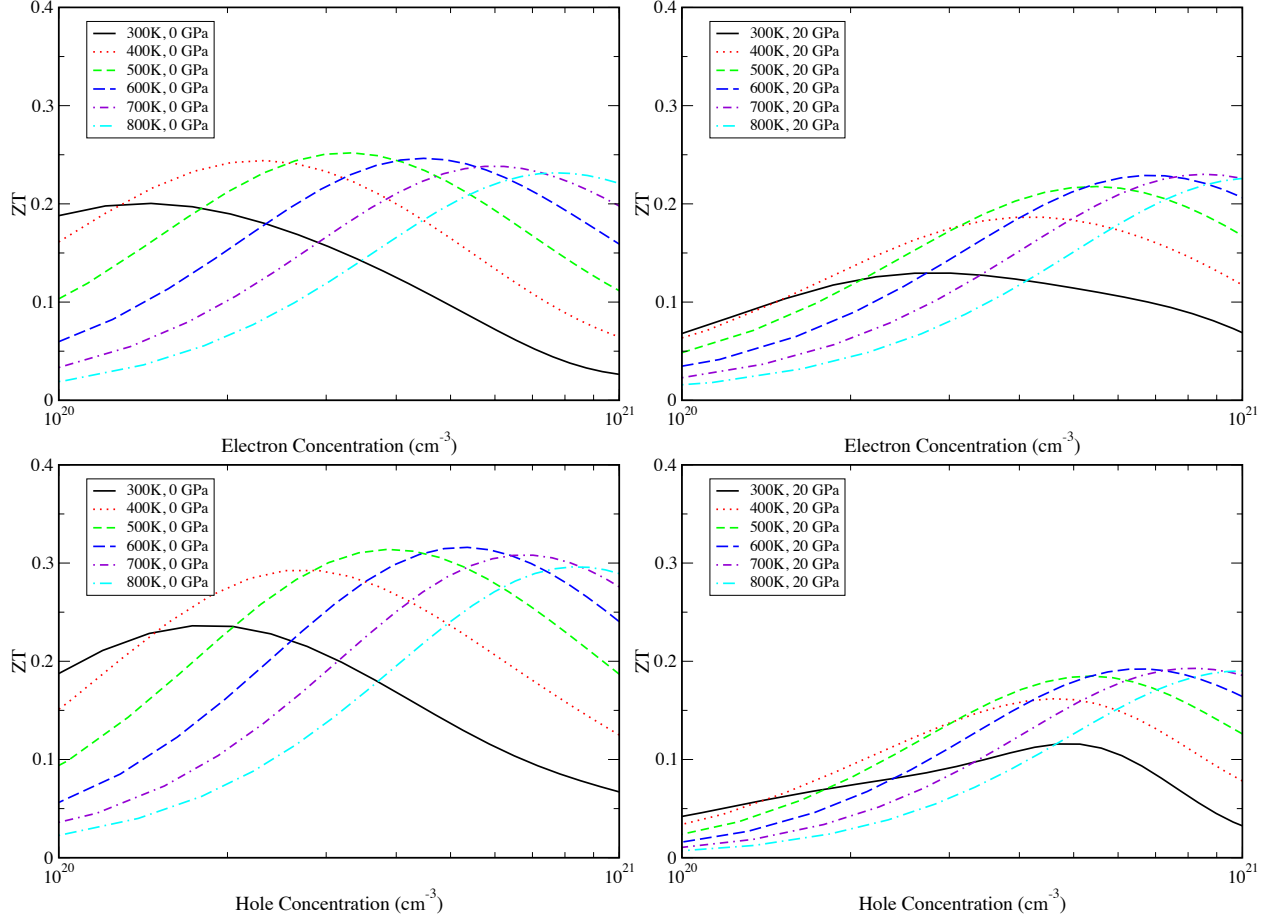 0.4
300K, 0 GPa
400K, 0 GPa
500K, 0 GPa
600K, 0 GPa
700K, 0 GPa
800K, 0 GPa
0.3
0.2
0.1
0
ZT
10^20
10^21
Electron Concentration (cm^-3)
0.4
300K, 20 GPa
400K, 20 GPa
500K, 20 GPa
600K, 20 GPa
700K, 20 GPa
800K, 20 GPa
0.3
0.2
0.1
0
ZT
10^20
10^21
Electron Concentration (cm^-3)
0.4
300K, 0 GPa
400K, 0 GPa
500K, 0 GPa
600K, 0 GPa
700K, 0 GPa
800K, 0 GPa
0.3
0.2
0.1
0
ZT
10^20
10^21
Hole Concentration (cm^-3)
0.4
300K, 20 GPa
400K, 20 GPa
500K, 20 GPa
600K, 20 GPa
700K, 20 GPa
800K, 20 GPa
0.3
0.2
0.1
0
ZT
10^20
10^21
Hole Concentration (cm^-3)